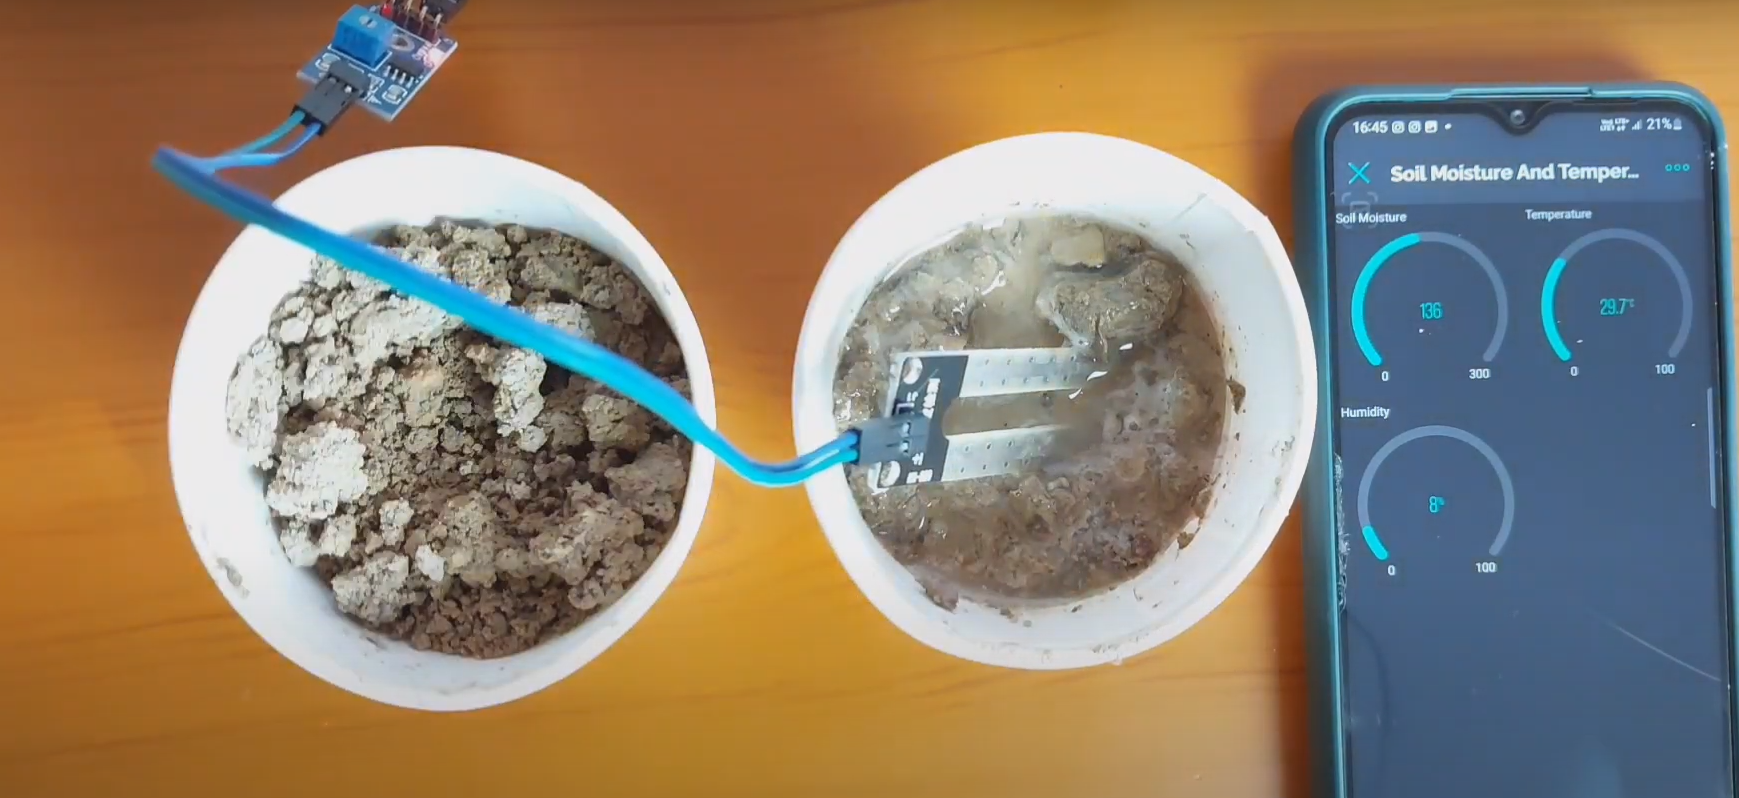 16:45 21%
Soil Moisture And Temper...
Soil Moisture
Temperature
136
29.7°
0
300
0
100
Humidity
8%
0
100